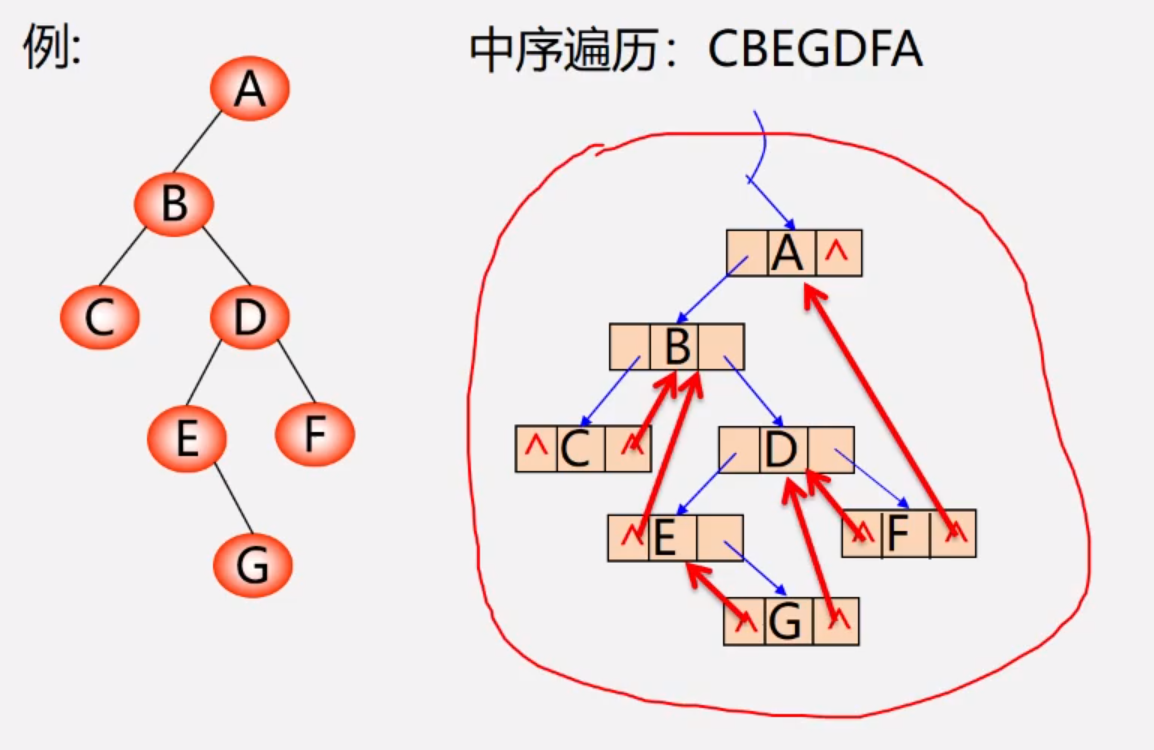 例:
中序遍历：CBEGDFA
A
B
C
D
E
F
G
A ^
B
^ C ^
D
^ E
^ F ^
^ G ^